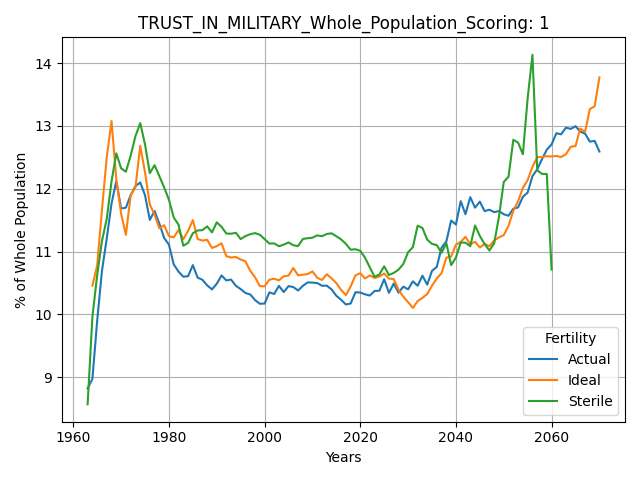 TRUST_IN_MILITARY_Whole_Population_Scoring: 1
% of Whole Population
14
13
12
11
10
9
1960 1980 2000 2020 2040 2060
Years
Fertility
Actual
Ideal
Sterile